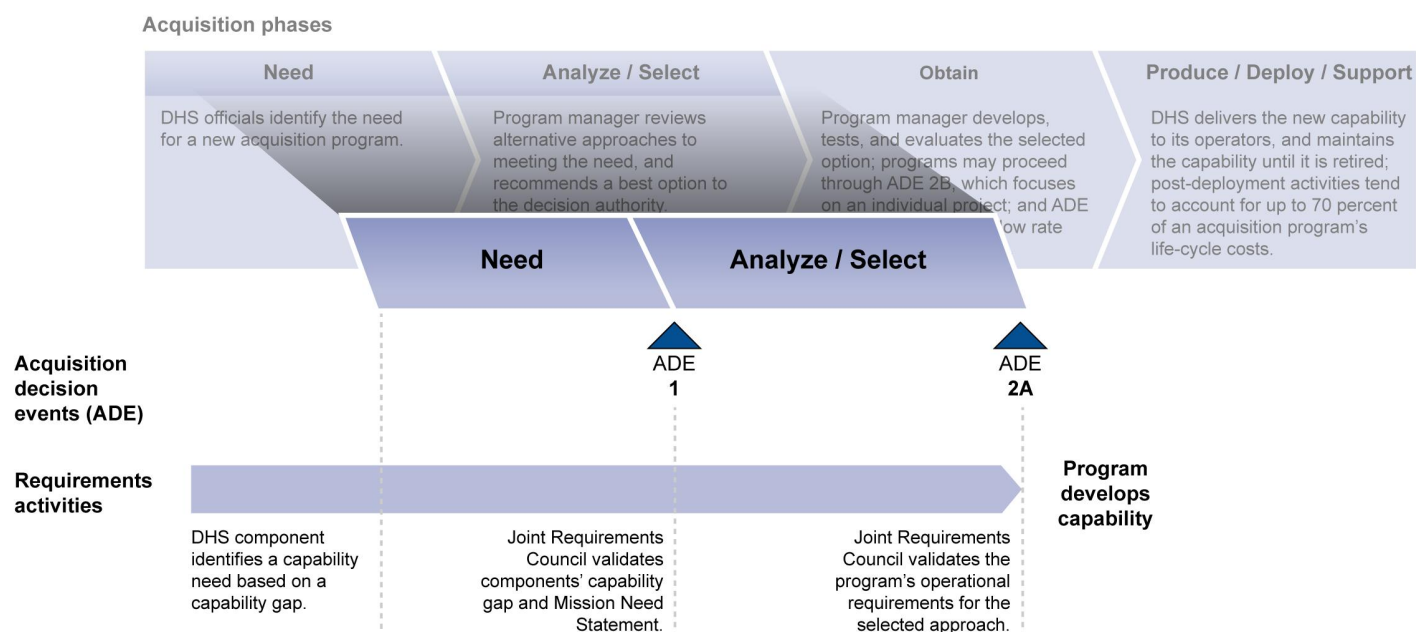 Acquisition phases
Need
Analyze / Select
Obtain
Produce / Deploy / Support
DHS officials identify the need
for a new acquisition program.
Program manager reviews
alternative approaches to
meeting the need, and
recommends a best option to
the decision authority.
Program manager develops,
tests, and evaluates the selected
option; programs may proceed
through ADE 2B, which focuses
on an individual project; and ADE
low rate
DHS delivers the new capability
to its operators, and maintains
the capability until it is retired;
post-deployment activities tend
to account for up to 70 percent
of an acquisition program’s
life-cycle costs.
Need
Analyze / Select
Acquisition
decision
events (ADE)
ADE
1
ADE
2A
Requirements
activities
Program
develops
capability
DHS component
identifies a capability
need based on a
capability gap.
Joint Requirements
Council validates
components’ capability
gap and Mission Need
Statement.
Joint Requirements
Council validates the
program’s operational
requirements for the
selected approach.